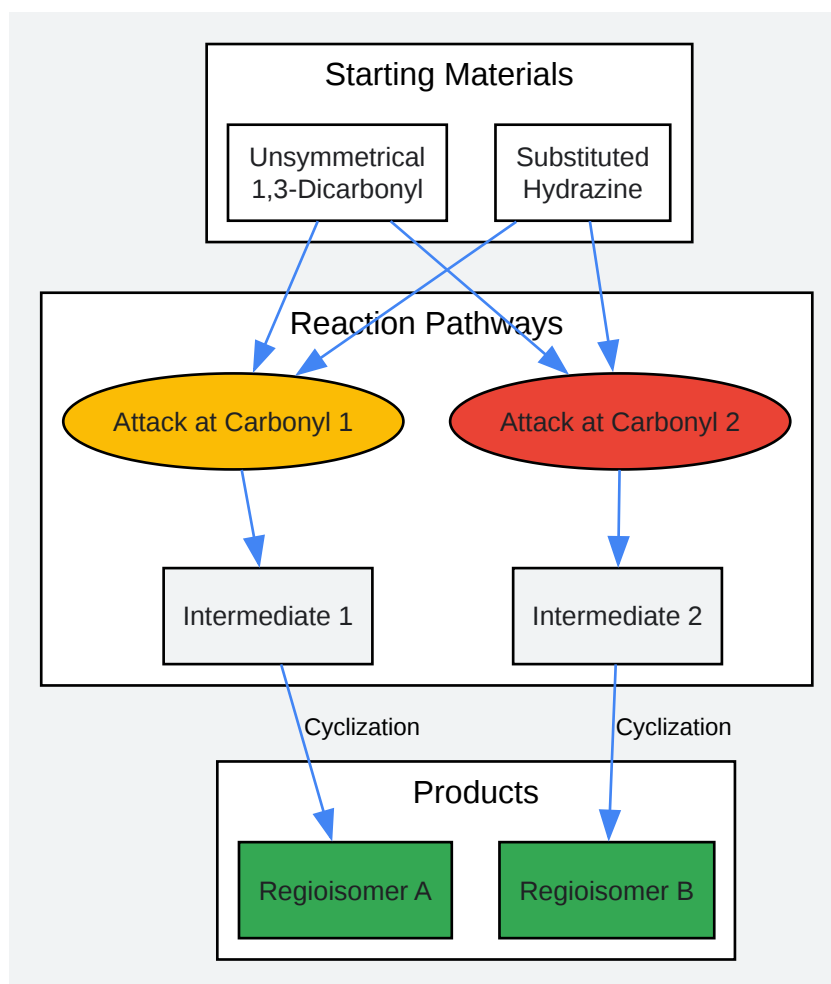 Starting Materials
Unsymmetrical
1,3-Dicarbonyl
Substituted
Hydrazine
Reaction Pathways
Attack at Carbonyl 1
Attack at Carbonyl 2
Intermediate 1
Intermediate 2
Cyclization
Cyclization
Products
Regioisomer A
Regioisomer B